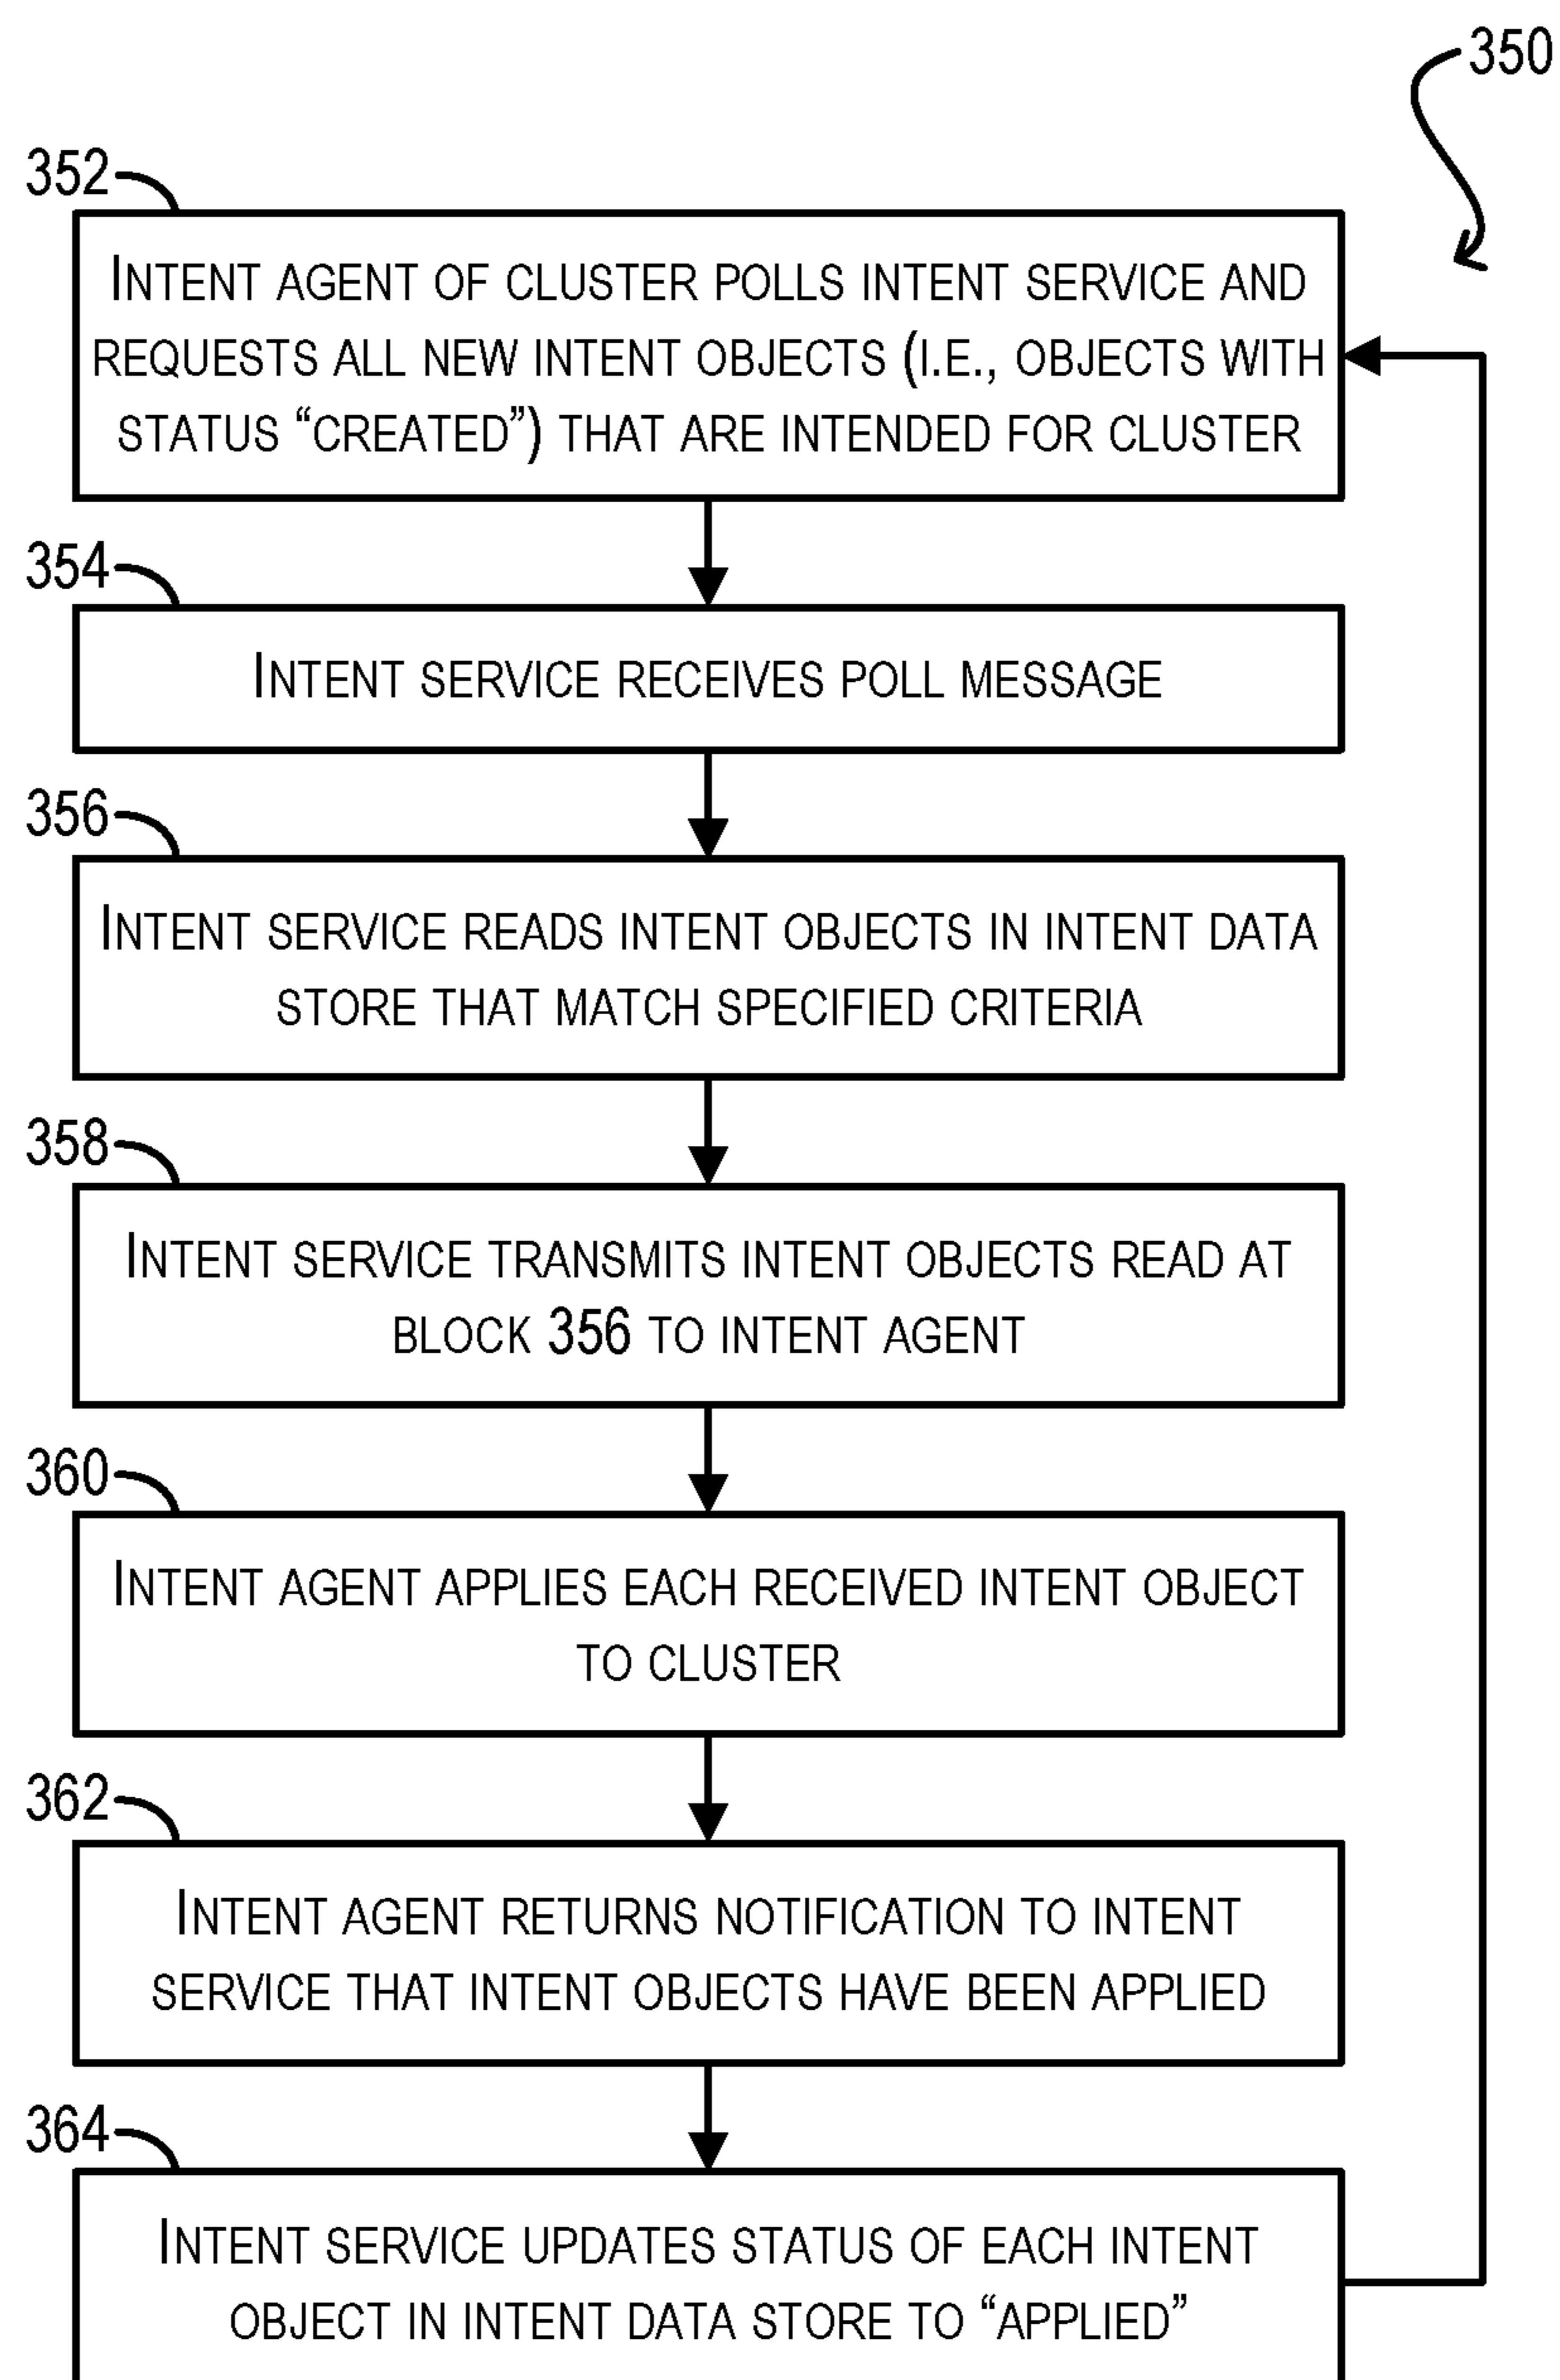 350
352
INTENT AGENT OF CLUSTER POLLS INTENT SERVICE AND
REQUESTS ALL NEW INTENT OBJECTS (I.E., OBJECTS WITH
STATUS “CREATED”) THAT ARE INTENDED FOR CLUSTER
354
INTENT SERVICE RECEIVES POLL MESSAGE
356
INTENT SERVICE READS INTENT OBJECTS IN INTENT DATA
STORE THAT MATCH SPECIFIED CRITERIA
358
INTENT SERVICE TRANSMITS INTENT OBJECTS READ AT
BLOCK 356 TO INTENT AGENT
360
INTENT AGENT APPLIES EACH RECEIVED INTENT OBJECT
TO CLUSTER
362
INTENT AGENT RETURNS NOTIFICATION TO INTENT
SERVICE THAT INTENT OBJECTS HAVE BEEN APPLIED
364
INTENT SERVICE UPDATES STATUS OF EACH INTENT
OBJECT IN INTENT DATA STORE TO “APPLIED”